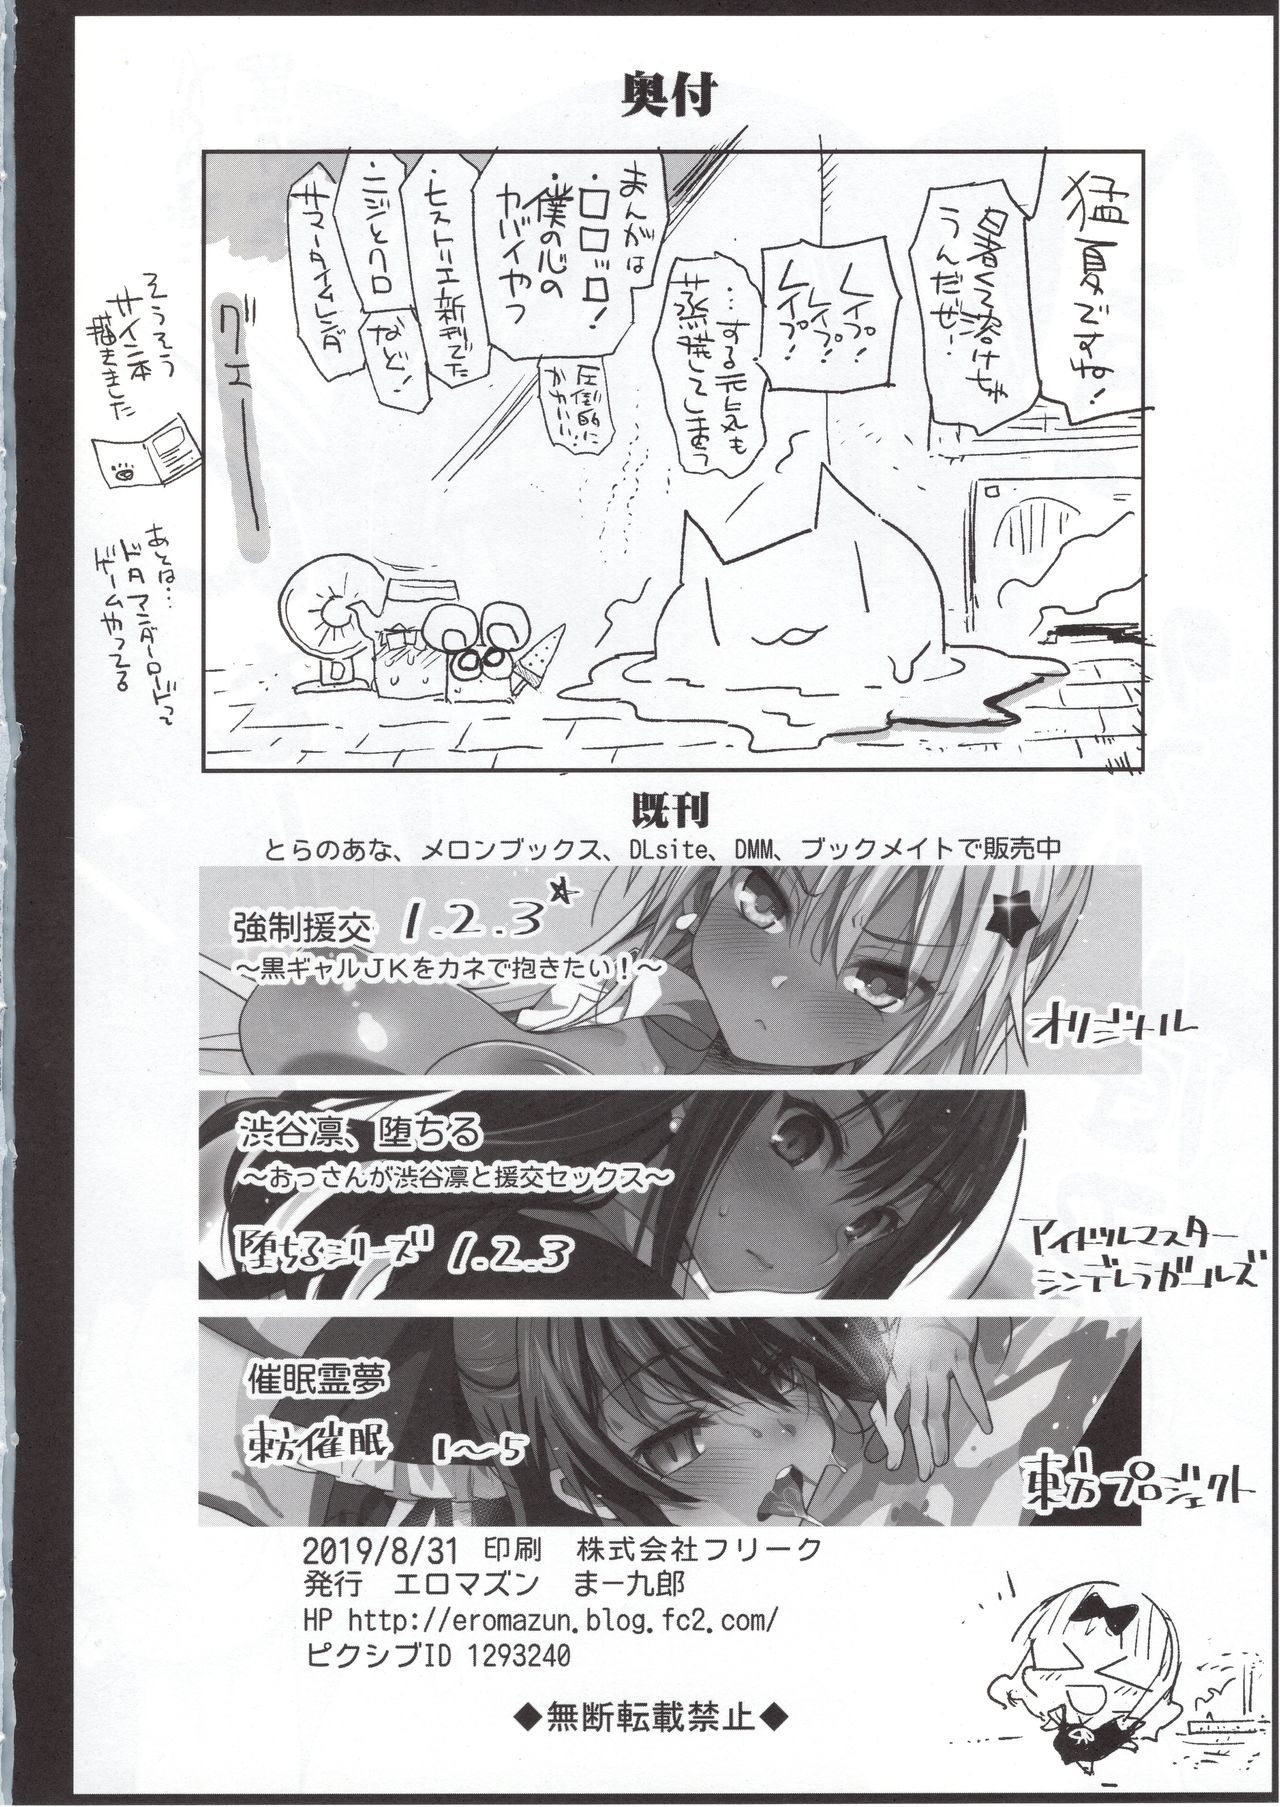 奥付
猛夏ですね!
暑くて溶けちゃ
うんだぜー
レイプ!
レイプ!
レイプ!
…する元気も
蒸発してしまう
まんがは
・ロロッロ!
・僕の心の
ヤバイやつ
圧倒的に
かわいい!
・ヒストリエ新刊でた
・ニジとクロ
など!
サマータイムレンダ
グエーー
そうそう
サイン本
描きました
あとは…
ゲームやってる
既刊
とらのあな、メロンブックス、DLsite、DMM、ブックメイトで販売中
強制援交 1.2.3
～黒ギャルJKをカネで抱きたい!～
オリジナル
渋谷凛、堕ちる
～おっさんが渋谷凛と援交セックス～
堕ちるシリーズ 1.2.3
アイドルマスター
シンデレラガールズ
催眠霊夢
東方催眠 1～5
東方プロジェクト
2019/8/31 印刷 株式会社フリーク
発行 エロマズン まー九郎
HP http://eromazun.blog.fc2.com/
ピクシブID 1293240
◆無断転載禁止◆